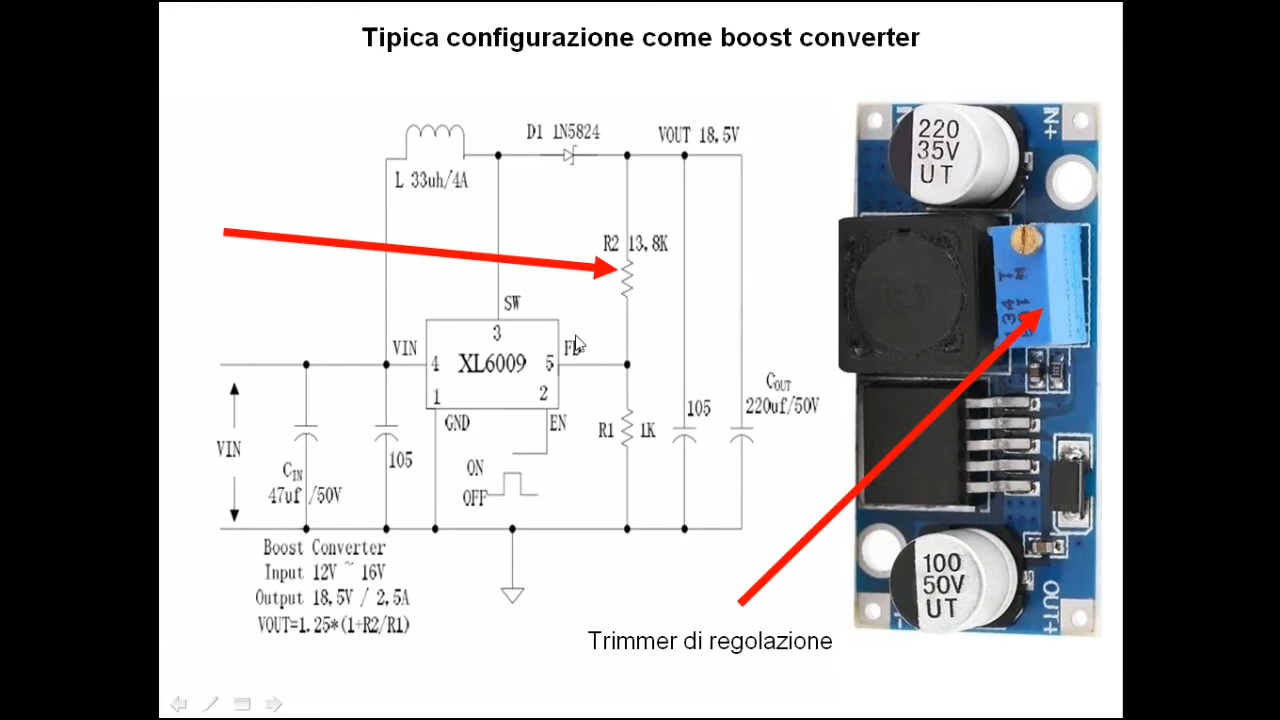 Tipica configurazione come boost converter
D1 1N5824
VOUT 18.5V
L 33uh/4A
R2 13.8K
SW
3
VIN
4
XL6009
5
1
2
GND
EN
VIN
105
CIN
47uf /50V
R1
1K
105
COUT
220uf/50V
ON
OFF
Boost Converter
Input 12V ~ 16V
Output 18.5V / 2.5A
VOUT=1.25*(1+R2/R1)
Trimmer di regolazione
220
35V
UT
IN+
100
50V
UT
OUT+